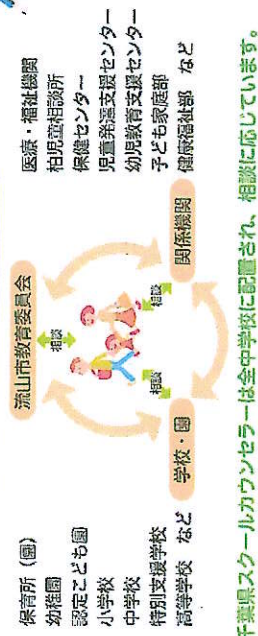 流山市教育委員会
相談
相談
相談
学校・園
関係機関
保育所(園)
幼稚園
認定こども園
小学校
中学校
特別支援学校
高等学校 など
医療・福祉機関
柏児童相談所
保健センター
児童発達支援センター
幼児教育支援センター
子ども家庭部
健康福祉部 など
千葉県スクールカウンセラーは全中学校に配置され、相談に応じています。